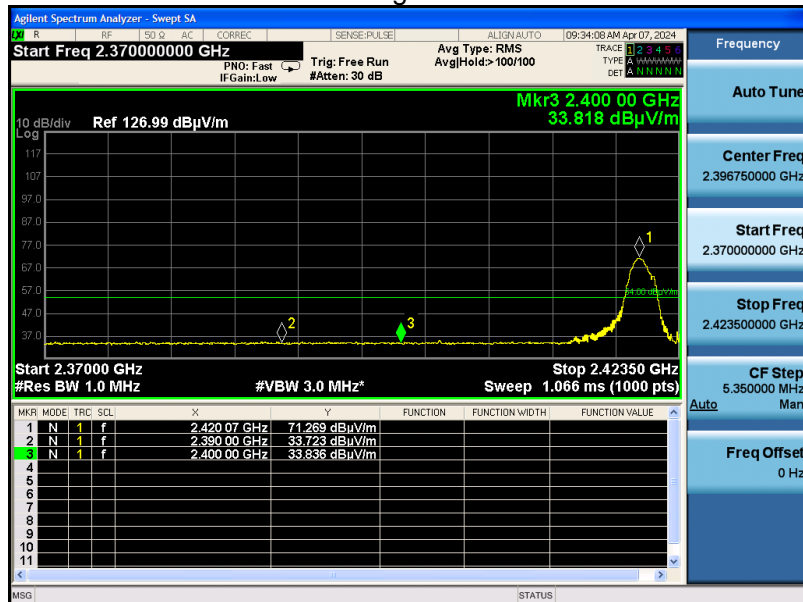 Agilent Spectrum Analyzer - Swept SA
LXI R RF 50 Ω AC CORREC SENSE:PULSE ALIGN AUTO 09:34:08 AM Apr 07, 2024
Start Freq 2.370000000 GHz
PNO: Fast
IFGain:Low
Trig: Free Run
#Atten: 30 dB
Avg Type: RMS
Avg|Hold:>100/100
TRACE 1 2 3 4 5 6
TYPE A WWWWW
DET A N N N N N
Mkr3 2.400 00 GHz
33.818 dBµV/m
10 dB/div Ref 126.99 dBµV/m
Log
117
107
97.0
87.0
77.0
67.0
57.0
47.0
37.0
1
2
3
54.00 dBµV/m
Start 2.37000 GHz Stop 2.42350 GHz
#Res BW 1.0 MHz #VBW 3.0 MHz* Sweep 1.066 ms (1000 pts)
MKR MODE TRC SCL X Y FUNCTION FUNCTION WIDTH FUNCTION VALUE
1 N 1 f 2.420 07 GHz 71.269 dBµV/m
2 N 1 f 2.390 00 GHz 33.723 dBµV/m
3 N 1 f 2.400 00 GHz 33.836 dBµV/m
4
5
6
7
8
9
10
11
MSG STATUS
Frequency
Auto Tune
Center Freq
2.396750000 GHz
Start Freq
2.370000000 GHz
Stop Freq
2.423500000 GHz
CF Step
5.350000 MHz
Auto Man
Freq Offset
0 Hz